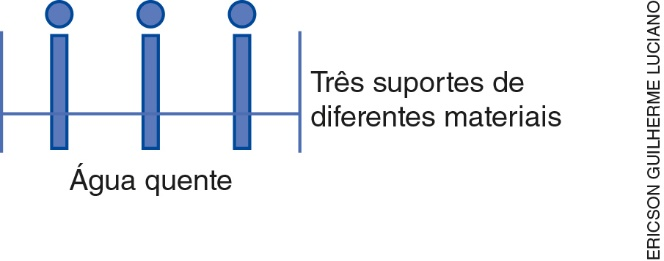 Três suportes de
diferentes materiais
Água quente
ERICSON GUILHERME LUCIANO